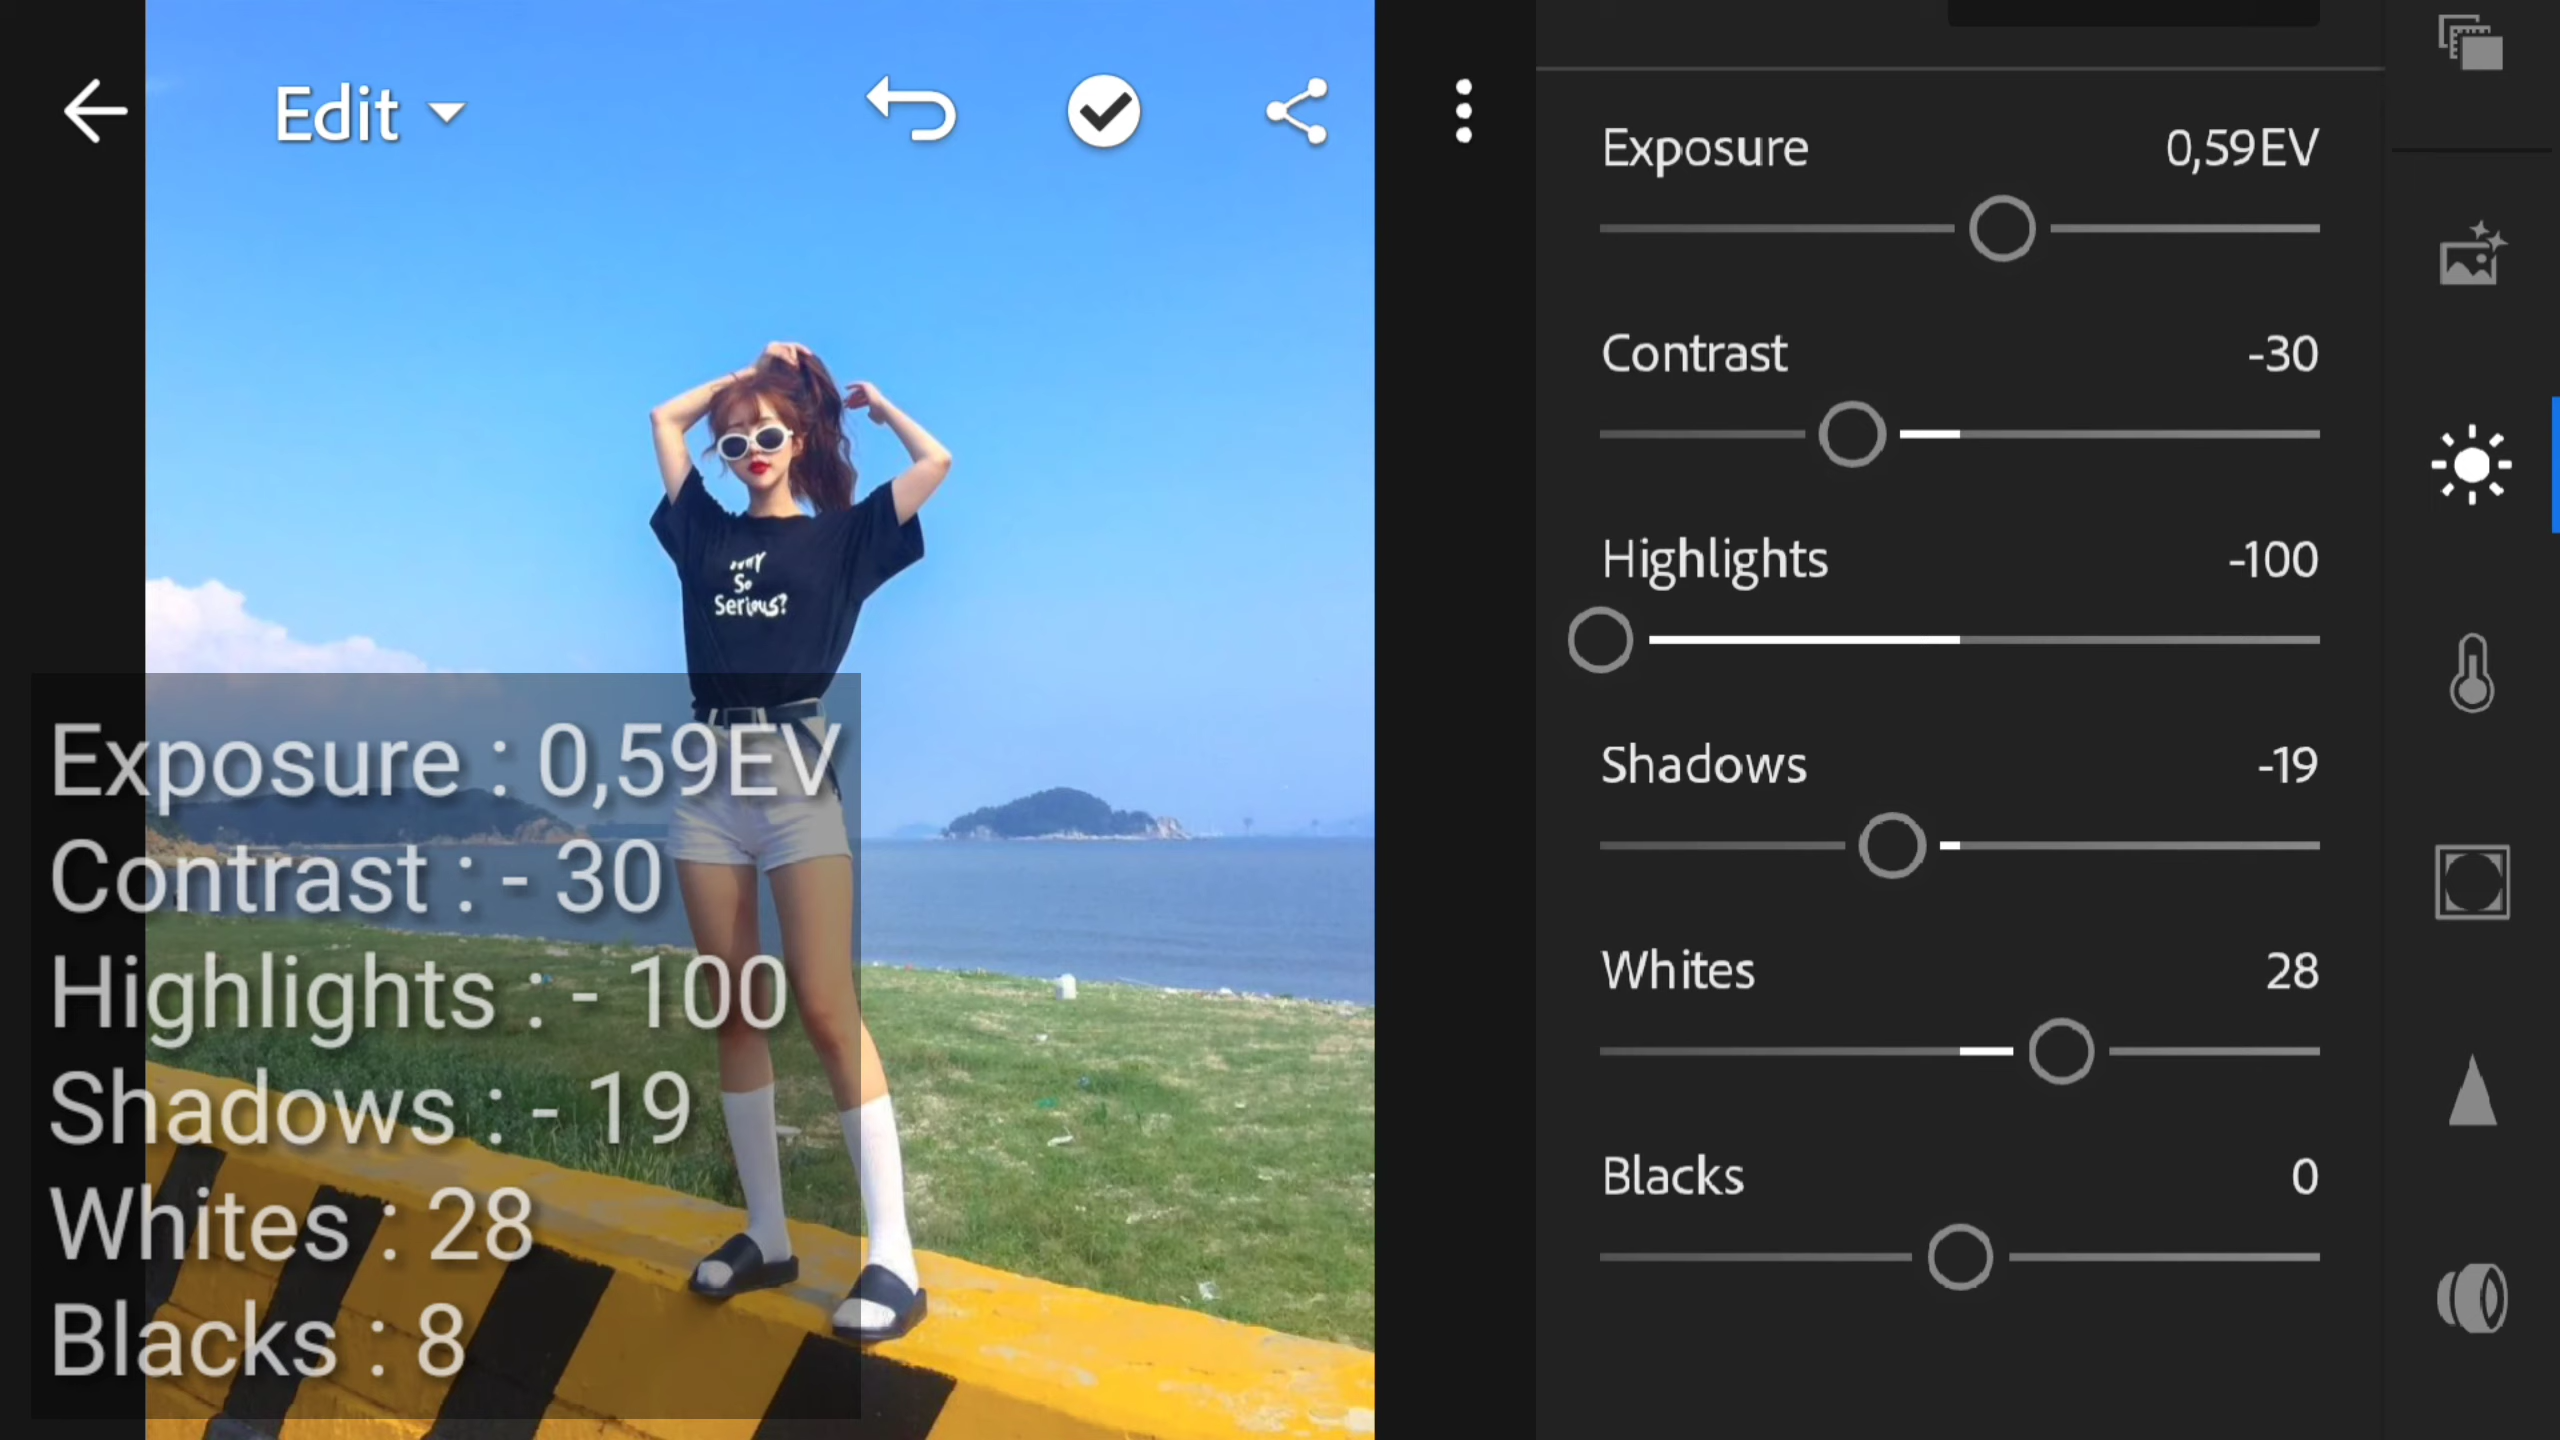 Edit
So
Serious?
Exposure : 0,59EV
Contrast : - 30
Highlights : - 100
Shadows : - 19
Whites : 28
Blacks : 8
Exposure 0,59EV
Contrast -30
Highlights -100
Shadows -19
Whites 28
Blacks 0